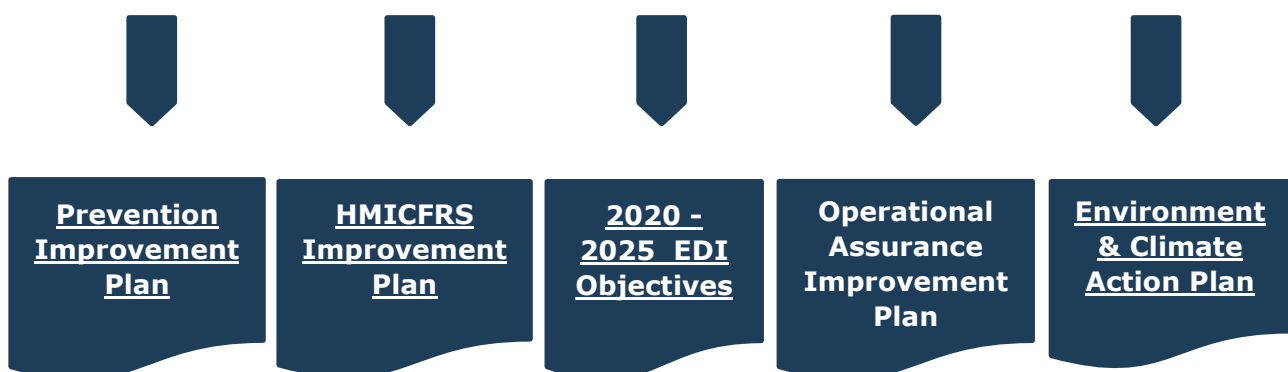 Prevention
Improvement
Plan
HMICFRS
Improvement
Plan
2020 -
2025  EDI
Objectives
Operational
Assurance
Improvement
Plan
Environment
& Climate
Action Plan